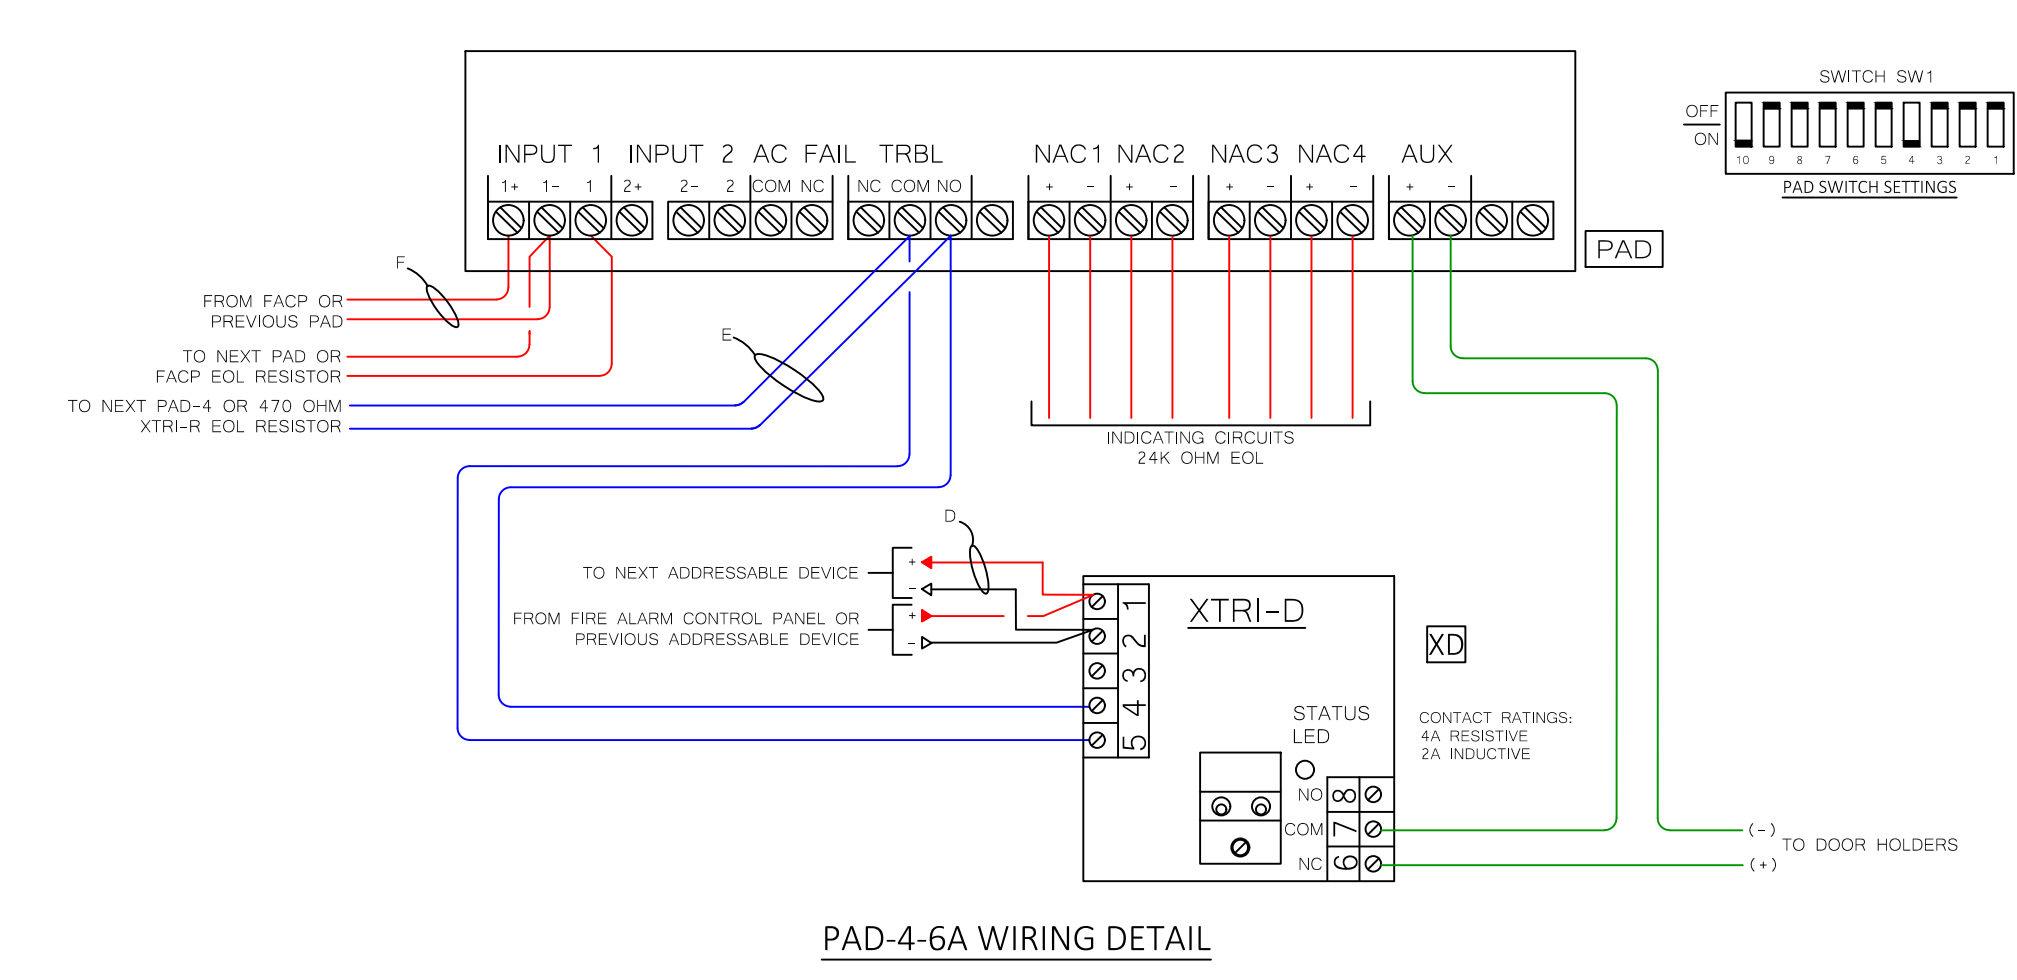 SWITCH SW1
OFF
ON
10 9 8 7 6 5 4 3 2 1
PAD SWITCH SETTINGS
INPUT 1 INPUT 2 AC FAIL TRBL NAC1 NAC2 NAC3 NAC4 AUX
1+ 1- 1 2+ 2- 2 COM NC NC COM NO + - + - + - + - + -
PAD
F
FROM FACP OR
PREVIOUS PAD
TO NEXT PAD OR
FACP EOL RESISTOR
E
TO NEXT PAD-4 OR 470 OHM
XTRI-R EOL RESISTOR
INDICATING CIRCUITS
24K OHM EOL
D
+
TO NEXT ADDRESSABLE DEVICE
-
+
FROM FIRE ALARM CONTROL PANEL OR
PREVIOUS ADDRESSABLE DEVICE
-
1
2
3
4
5
XTRI-D
XD
STATUS
LED
CONTACT RATINGS:
4A RESISTIVE
2A INDUCTIVE
NO 8
COM 7
NC 6
(-)
TO DOOR HOLDERS
(+)
PAD-4-6A WIRING DETAIL